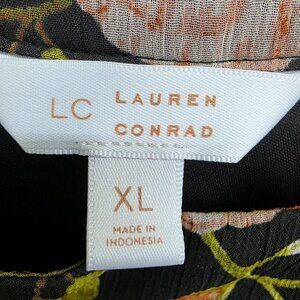 LC LAUREN
CONRAD
XL
MADE IN
INDONESIA